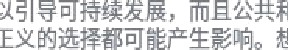 以引导可持续发展，而且公共和
正义的选择都可能产生影响。想